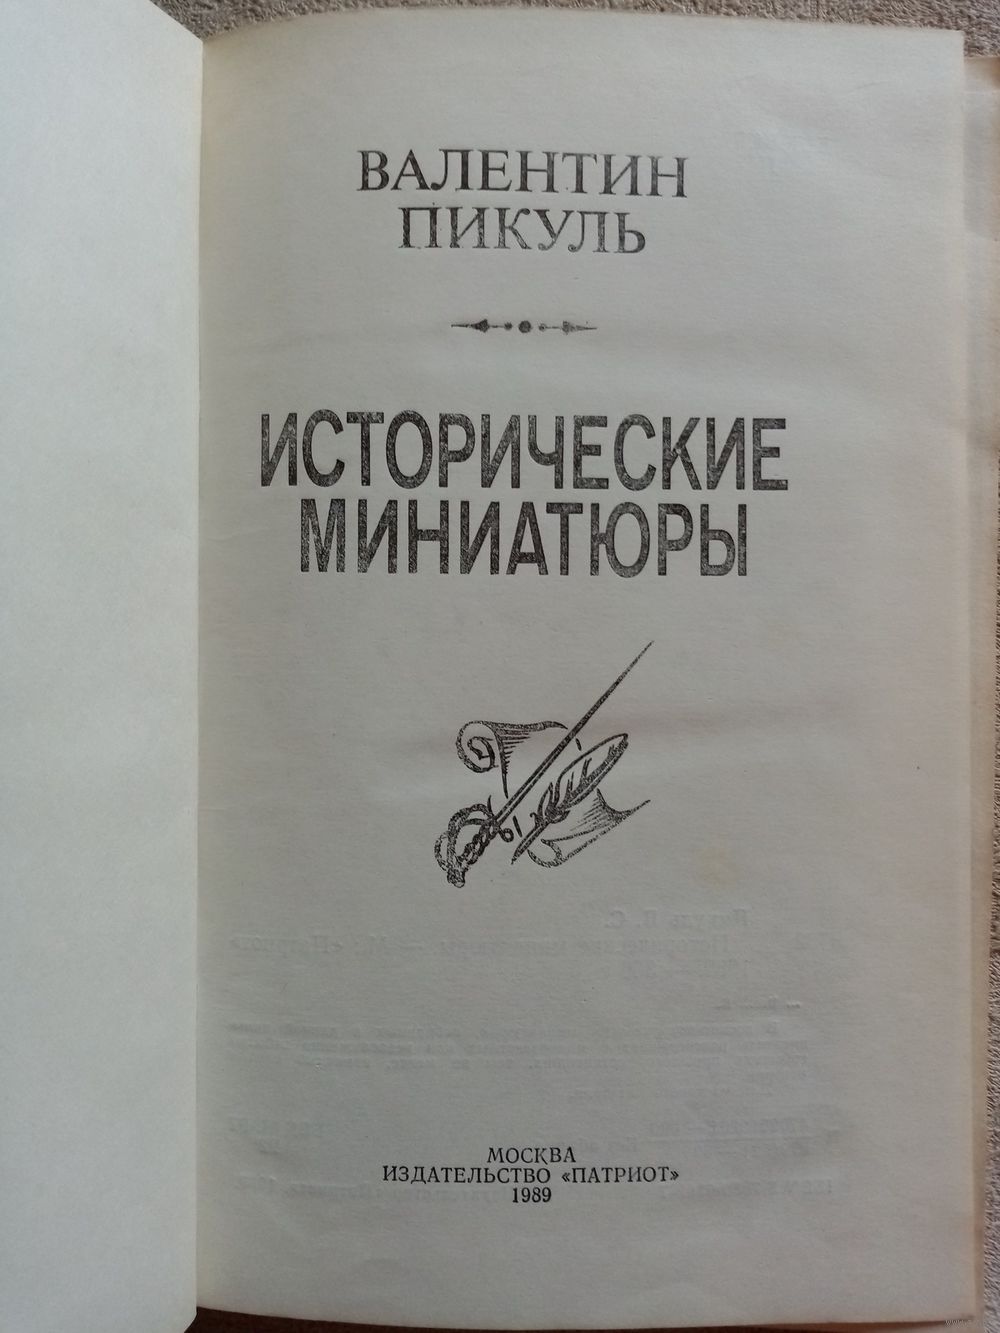 ВАЛЕНТИН
ПИКУЛЬ
ИСТОРИЧЕСКИЕ
МИНИАТЮРЫ
МОСКВА
ИЗДАТЕЛЬСТВО «ПАТРИОТ»
1989